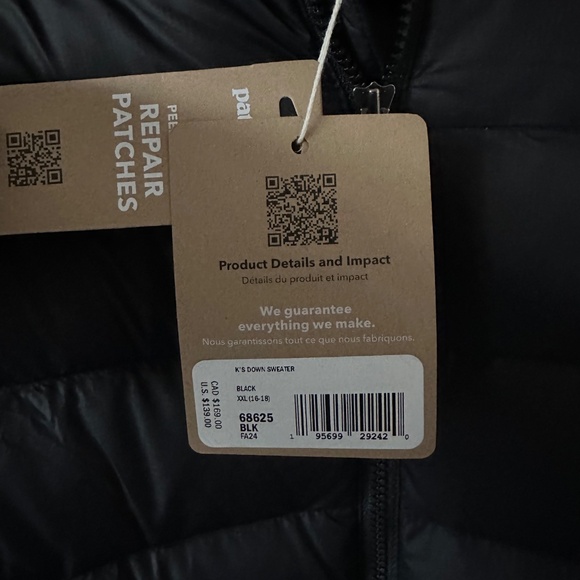 REPAIR
PATCHES
Product Details and Impact
Détails du produit et impact
We guarantee
everything we make.
Nous garantissons tout ce que nous fabriquons.
K'S DOWN SWEATER
CAD $169.00
U.S. $139.00
BLACK
XXL (16-18)
68625
BLK
FA24
1 95699 29242 0